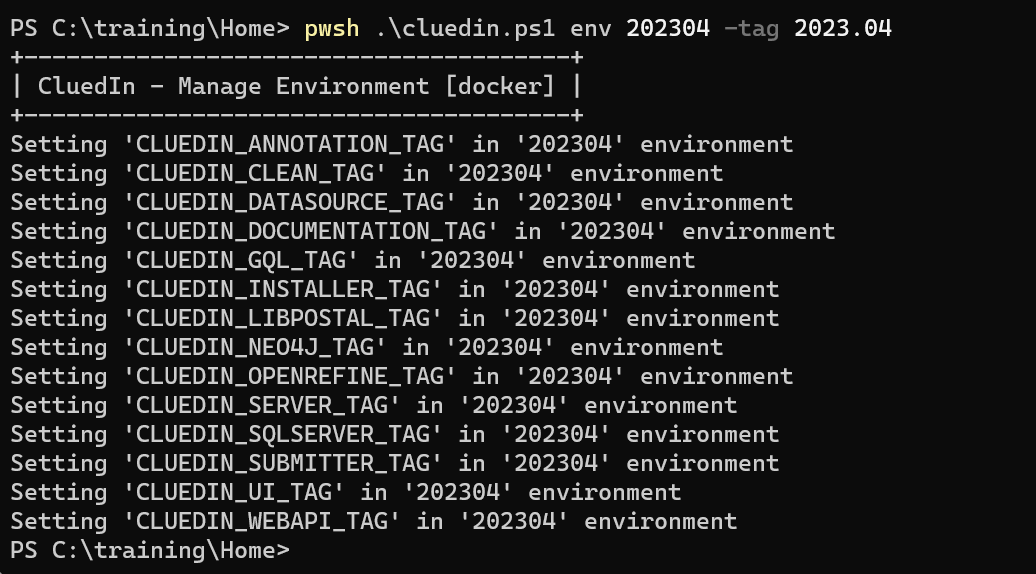 PS C:\training\Home> pwsh .\cluedin.ps1 env 202304 -tag 2023.04
+---------------------------------------+
| CluedIn - Manage Environment [docker] |
+---------------------------------------+
Setting 'CLUEDIN_ANNOTATION_TAG' in '202304' environment
Setting 'CLUEDIN_CLEAN_TAG' in '202304' environment
Setting 'CLUEDIN_DATASOURCE_TAG' in '202304' environment
Setting 'CLUEDIN_DOCUMENTATION_TAG' in '202304' environment
Setting 'CLUEDIN_GQL_TAG' in '202304' environment
Setting 'CLUEDIN_INSTALLER_TAG' in '202304' environment
Setting 'CLUEDIN_LIBPOSTAL_TAG' in '202304' environment
Setting 'CLUEDIN_NEO4J_TAG' in '202304' environment
Setting 'CLUEDIN_OPENREFINE_TAG' in '202304' environment
Setting 'CLUEDIN_SERVER_TAG' in '202304' environment
Setting 'CLUEDIN_SQLSERVER_TAG' in '202304' environment
Setting 'CLUEDIN_SUBMITTER_TAG' in '202304' environment
Setting 'CLUEDIN_UI_TAG' in '202304' environment
Setting 'CLUEDIN_WEBAPI_TAG' in '202304' environment
PS C:\training\Home>